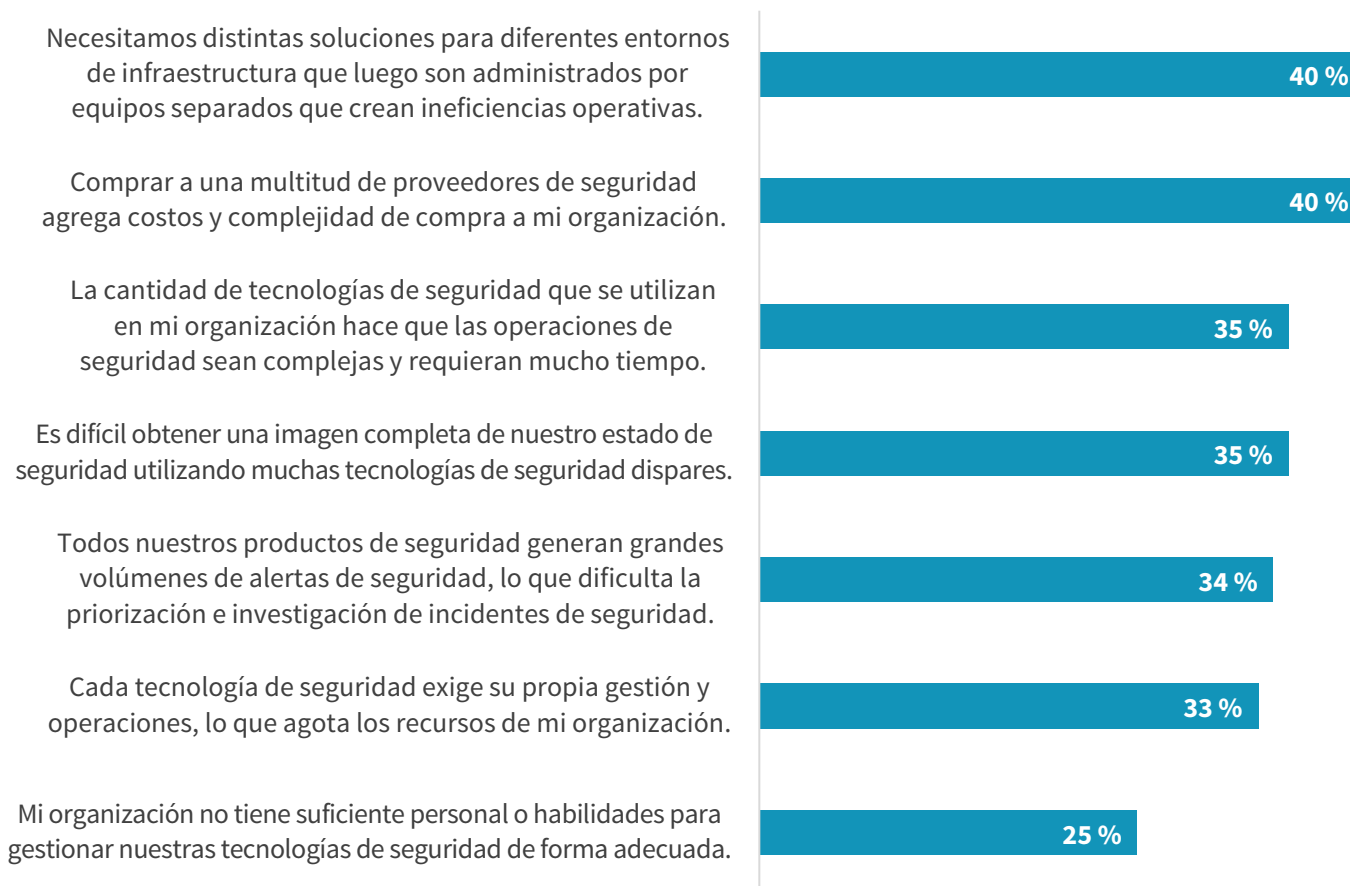 Necesitamos distintas soluciones para diferentes entornos
de infraestructura que luego son administrados por
equipos separados que crean ineficiencias operativas.
40 %
Comprar a una multitud de proveedores de seguridad
agrega costos y complejidad de compra a mi organización.
40 %
La cantidad de tecnologías de seguridad que se utilizan
en mi organización hace que las operaciones de
seguridad sean complejas y requieran mucho tiempo.
35 %
Es difícil obtener una imagen completa de nuestro estado de
seguridad utilizando muchas tecnologías de seguridad dispares.
35 %
Todos nuestros productos de seguridad generan grandes
volúmenes de alertas de seguridad, lo que dificulta la
priorización e investigación de incidentes de seguridad.
34 %
Cada tecnología de seguridad exige su propia gestión y
operaciones, lo que agota los recursos de mi organización.
33 %
Mi organización no tiene suficiente personal o habilidades para
gestionar nuestras tecnologías de seguridad de forma adecuada.
25 %